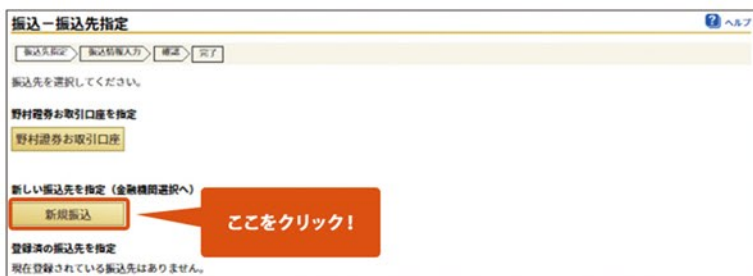 振込－振込先指定
? ヘルプ
振込先指定 振込情報入力 確認 完了
振込先を選択してください。
野村證券お取引口座を指定
野村證券お取引口座
新しい振込先を指定（金融機関選択へ）
新規振込
ここをクリック！
登録済の振込先を指定
現在登録されている振込先はありません。